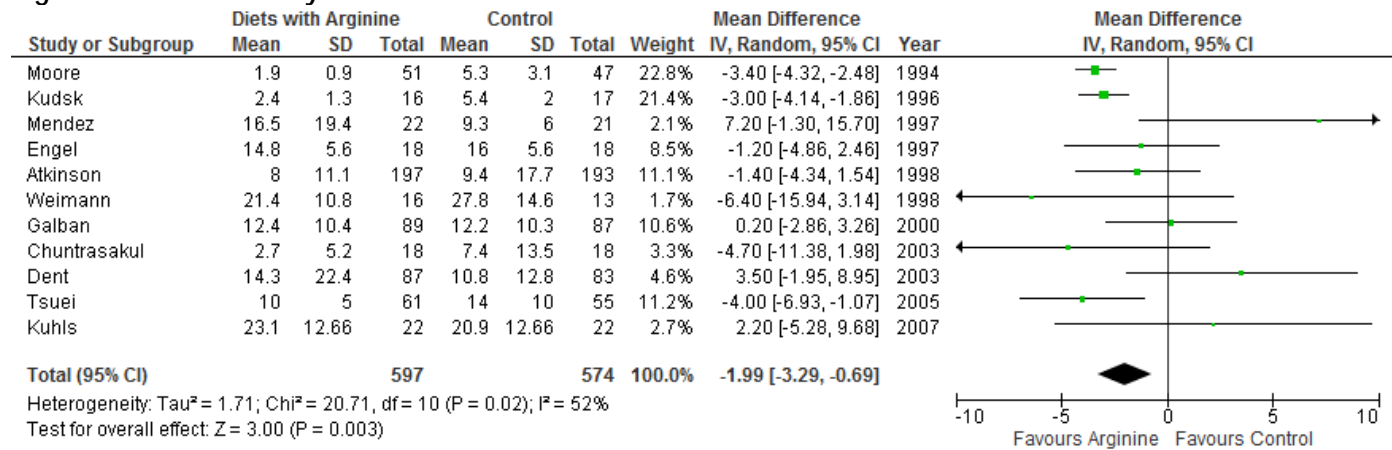 Diets with Arginine Control Mean Difference Mean Difference
Study or Subgroup Mean SD Total Mean SD Total Weight IV, Random, 95% CI Year IV, Random, 95% CI
Moore 1.9 0.9 51 5.3 3.1 47 22.8% -3.40 [-4.32, -2.48] 1994
Kudsk 2.4 1.3 16 5.4 2 17 21.4% -3.00 [-4.14, -1.86] 1996
Mendez 16.5 19.4 22 9.3 6 21 2.1% 7.20 [-1.30, 15.70] 1997
Engel 14.8 5.6 18 16 5.6 18 8.5% -1.20 [-4.86, 2.46] 1997
Atkinson 8 11.1 197 9.4 17.7 193 11.1% -1.40 [-4.34, 1.54] 1998
Weimann 21.4 10.8 16 27.8 14.6 13 1.7% -6.40 [-15.94, 3.14] 1998
Galban 12.4 10.4 89 12.2 10.3 87 10.6% 0.20 [-2.86, 3.26] 2000
Chuntrasakul 2.7 5.2 18 7.4 13.5 18 3.3% -4.70 [-11.38, 1.98] 2003
Dent 14.3 22.4 87 10.8 12.8 83 4.6% 3.50 [-1.95, 8.95] 2003
Tsuei 10 5 61 14 10 55 11.2% -4.00 [-6.93, -1.07] 2005
Kuhls 23.1 12.66 22 20.9 12.66 22 2.7% 2.20 [-5.28, 9.68] 2007
Total (95% CI) 597 574 100.0% -1.99 [-3.29, -0.69]
Heterogeneity: Tau² = 1.71; Chi² = 20.71, df = 10 (P = 0.02); I² = 52%
Test for overall effect: Z = 3.00 (P = 0.003)
-10 -5 0 5 10
Favours Arginine Favours Control